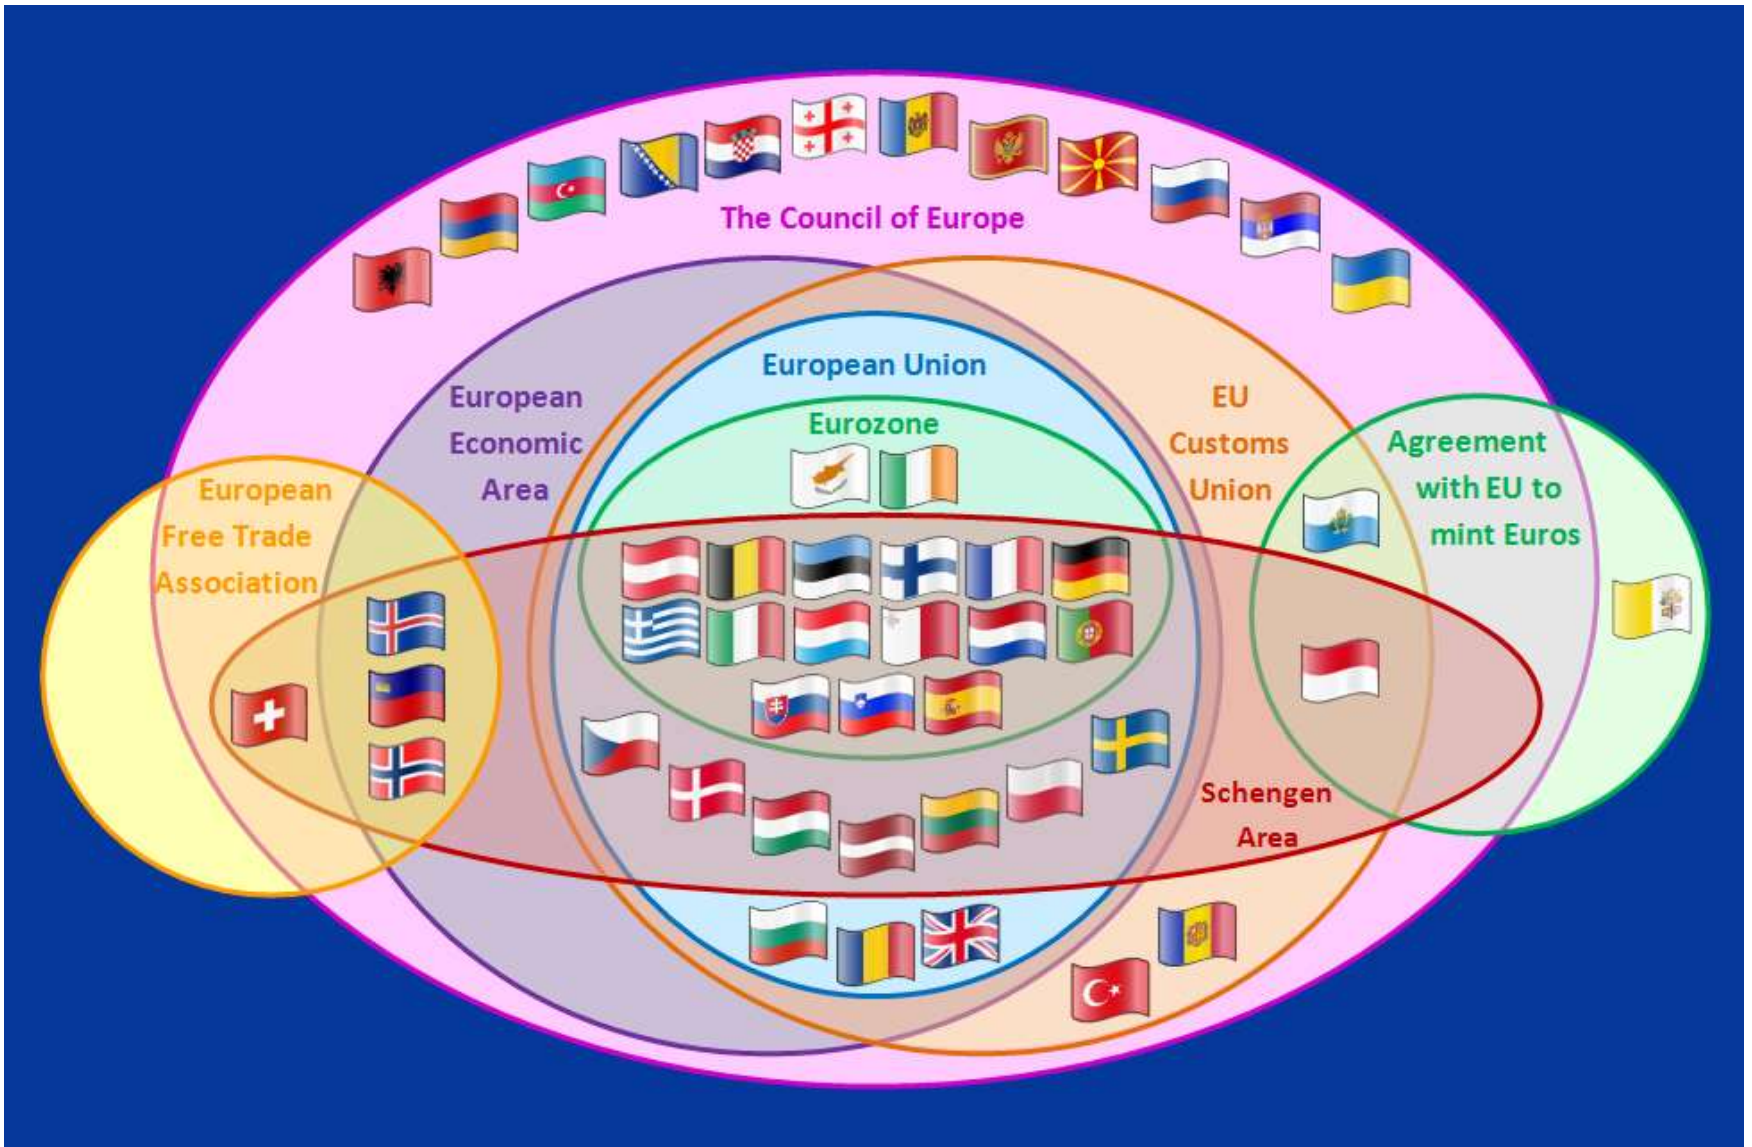 The Council of Europe
European Union
European
Economic
Area
EU
Customs
Union
Eurozone
Agreement
with EU to
mint Euros
European
Free Trade
Association
Schengen
Area